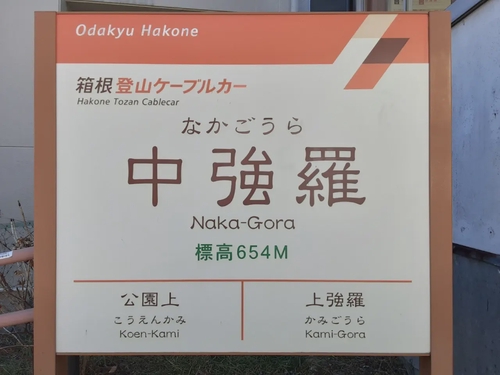 Odakyu Hakone
箱根登山ケーブルカー
Hakone Tozan Cablecar
なかごうら
中強羅
Naka-Gora
標高654M
公園上
こうえんかみ
Koen-Kami
上強羅
かみごうら
Kami-Gora